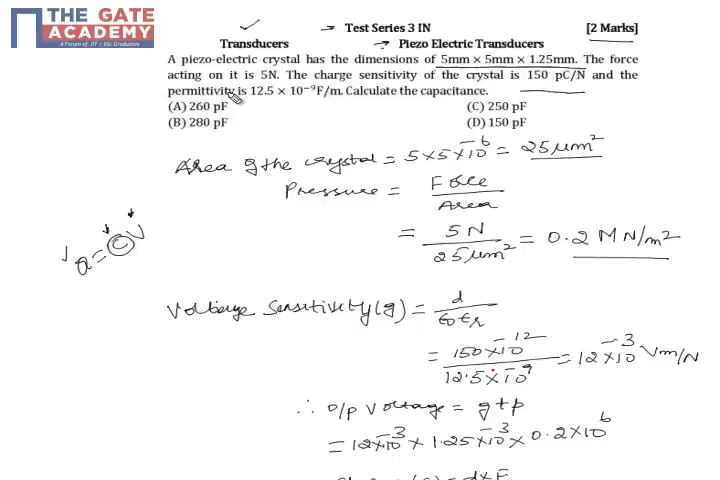 THE GATE
ACADEMY
A Forum of IIT / IISc Graduates
✓ → Test Series 3 IN [2 Marks]
Transducers → Piezo Electric Transducers
A piezo-electric crystal has the dimensions of 5mm × 5mm × 1.25mm. The force
acting on it is 5N. The charge sensitivity of the crystal is 150 pC/N and the
permittivity is 12.5 × 10⁻⁹F/m. Calculate the capacitance.
(A) 260 pF (C) 250 pF
(B) 280 pF (D) 150 pF
Area of the crystal = 5×5×10⁻⁶ = 25 μm²
Pressure = Force / Area
= 5N / 25 μm² = 0.2 MN/m²
Q = CV
Voltage sensitivity (g) = d / ϵ₀ϵᵣ
= 150×10⁻¹² / 12.5×10⁻⁹ = 12×10⁻³ Vm/N
∴ O/p voltage = gtp
= 12×10⁻³ × 1.25×10⁻³ × 0.2×10⁶
= d×F